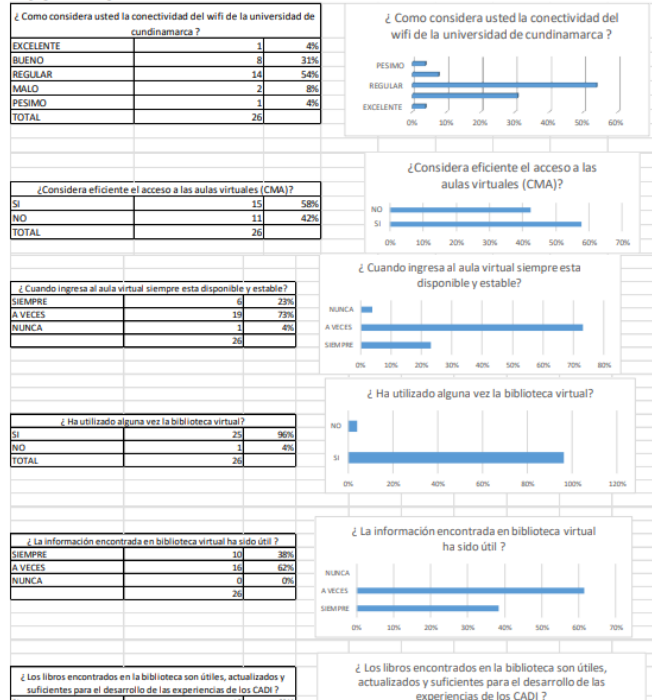 ¿ Como considera usted la conectividad del wifi de la universidad de
cundinamarca ?
EXCELENTE 1 4%
BUENO 8 31%
REGULAR 14 54%
MALO 2 8%
PESIMO 1 4%
TOTAL 26
¿ Como considera usted la conectividad del
wifi de la universidad de cundinamarca ?
PESIMO
REGULAR
EXCELENTE
0% 10% 20% 30% 40% 50% 60%
¿Considera eficiente el acceso a las aulas virtuales (CMA)?
SI 15 58%
NO 11 42%
TOTAL 26
¿Considera eficiente el acceso a las
aulas virtuales (CMA)?
NO
SI
0% 10% 20% 30% 40% 50% 60% 70%
¿ Cuando ingresa al aula virtual siempre esta disponible y estable?
SIEMPRE 6 23%
A VECES 19 73%
NUNCA 1 4%
26
¿ Cuando ingresa al aula virtual siempre esta
disponible y estable?
NUNCA
A VECES
SIEMPRE
0% 10% 20% 30% 40% 50% 60% 70% 80%
¿ Ha utilizado alguna vez la biblioteca virtual?
SI 25 96%
NO 1 4%
TOTAL 26
¿ Ha utilizado alguna vez la biblioteca virtual?
NO
SI
0% 20% 40% 60% 80% 100% 120%
¿ La información encontrada en biblioteca virtual ha sido útil ?
SIEMPRE 10 38%
A VECES 16 62%
NUNCA 0 0%
26
¿ La información encontrada en biblioteca virtual
ha sido útil ?
NUNCA
A VECES
SIEMPRE
0% 10% 20% 30% 40% 50% 60% 70%
¿ Los libros encontrados en la biblioteca son útiles, actualizados y
suficientes para el desarrollo de las experiencias de los CADI ?
¿ Los libros encontrados en la biblioteca son útiles,
actualizados y suficientes para el desarrollo de las
experiencias de los CADI ?